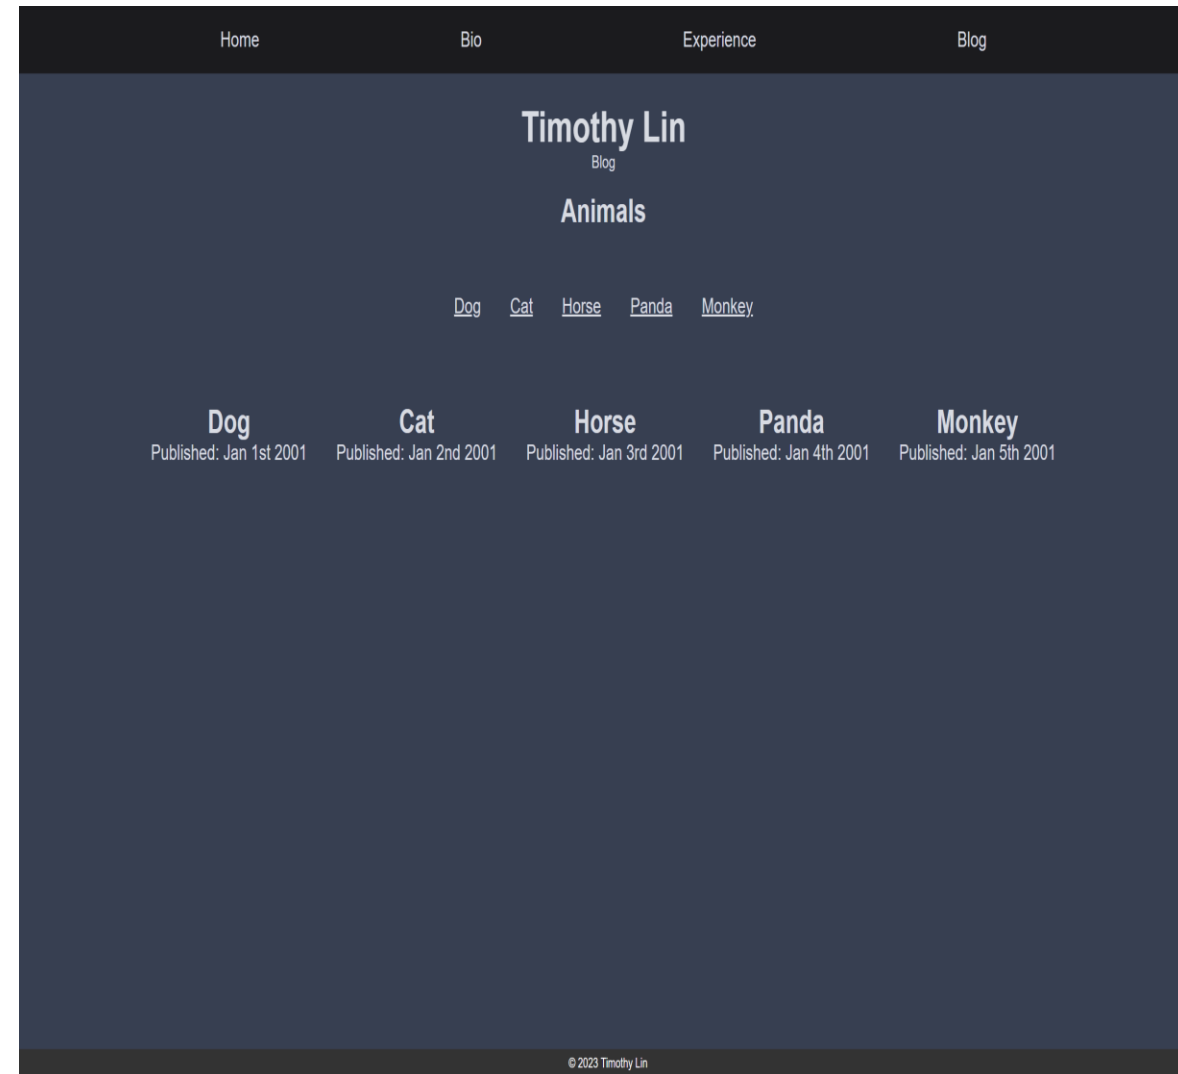 Home Bio Experience Blog
Timothy Lin
Blog
Animals
Dog Cat Horse Panda Monkey
Dog Cat Horse Panda Monkey
Published: Jan 1st 2001 Published: Jan 2nd 2001 Published: Jan 3rd 2001 Published: Jan 4th 2001 Published: Jan 5th 2001
© 2023 Timothy Lin